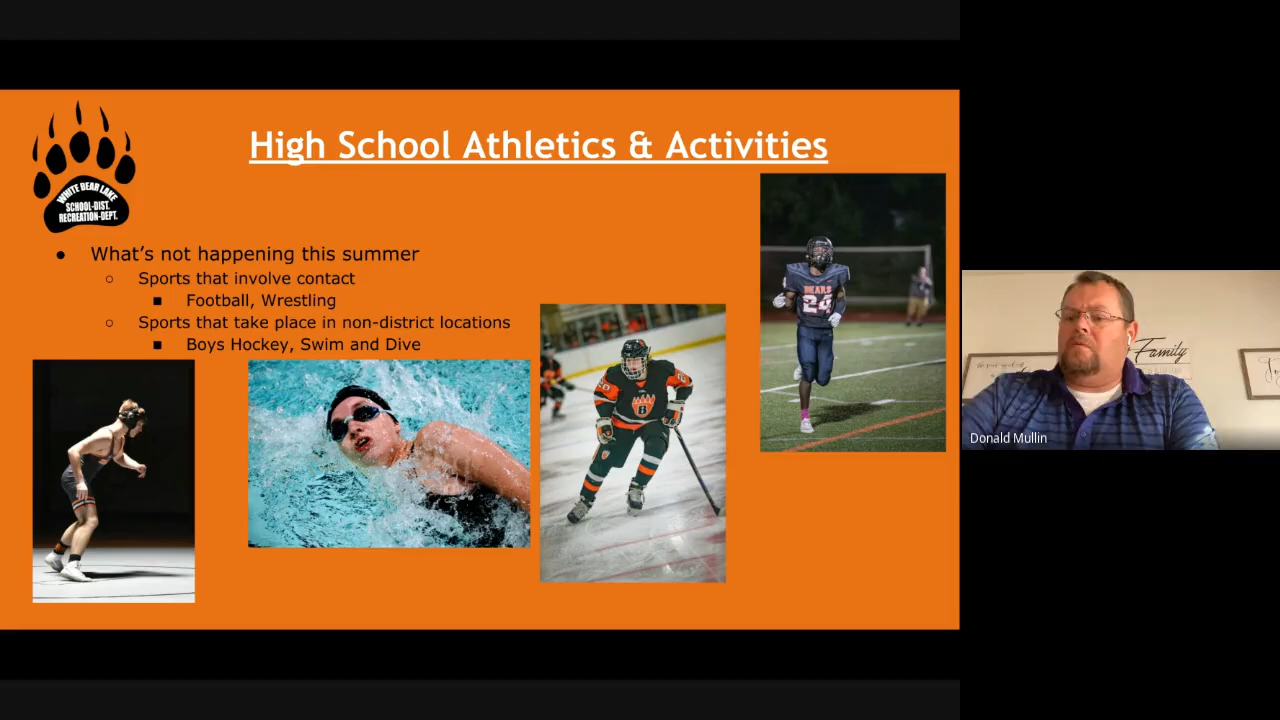 High School Athletics & Activities
WHITE BEAR LAKE
SCHOOL-DIST.
RECREATION-DEPT.
● What’s not happening this summer
○ Sports that involve contact
■ Football, Wrestling
○ Sports that take place in non-district locations
■ Boys Hockey, Swim and Dive
BEARS
24
B
Family
Donald Mullin